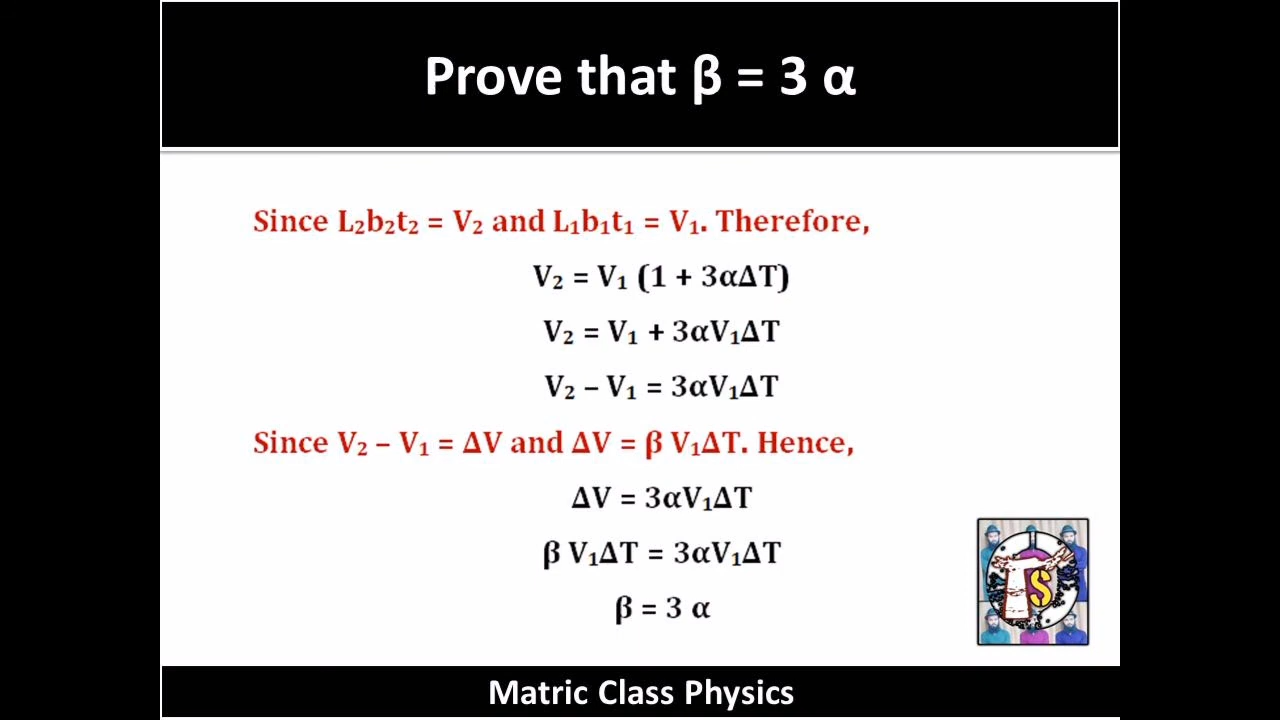 Prove that β = 3 α
Since L₂b₂t₂ = V₂ and L₁b₁t₁ = V₁. Therefore,
V₂ = V₁ (1 + 3αΔT)
V₂ = V₁ + 3αV₁ΔT
V₂ – V₁ = 3αV₁ΔT
Since V₂ – V₁ = ΔV and ΔV = β V₁ΔT. Hence,
ΔV = 3αV₁ΔT
β V₁ΔT = 3αV₁ΔT
β = 3 α
TS
Matric Class Physics